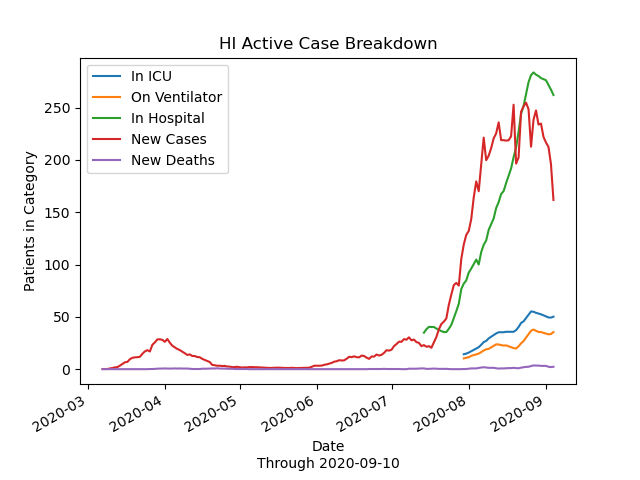 HI Active Case Breakdown
In ICU
On Ventilator
In Hospital
New Cases
New Deaths
Patients in Category
250
200
150
100
50
0
2020-03
2020-04
2020-05
2020-06
2020-07
2020-08
2020-09
Date
Through 2020-09-10